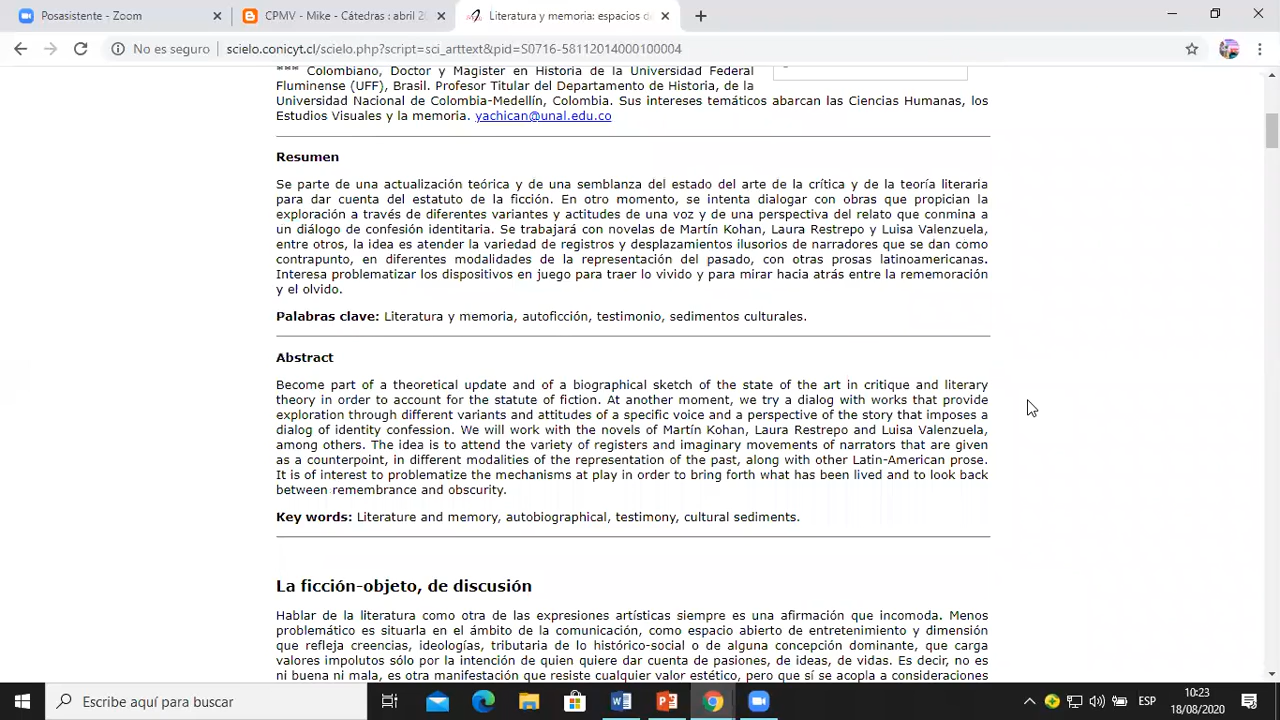 Posasistente - Zoom
CPMV - Mike - Cátedras : abril 20
Literatura y memoria: espacios de
No es seguro
scielo.conicyt.cl/scielo.php?script=sci_arttext&pid=S0716-58112014000100004
*** Colombiano, Doctor y Magister en Historia de la Universidad Federal
Fluminense (UFF), Brasil. Profesor Titular del Departamento de Historia, de la
Universidad Nacional de Colombia-Medellín, Colombia. Sus intereses temáticos abarcan las Ciencias Humanas, los
Estudios Visuales y la memoria. yachican@unal.edu.co
Resumen
Se parte de una actualización teórica y de una semblanza del estado del arte de la crítica y de la teoría literaria
para dar cuenta del estatuto de la ficción. En otro momento, se intenta dialogar con obras que propician la
exploración a través de diferentes variantes y actitudes de una voz y de una perspectiva del relato que conmina a
un diálogo de confesión identitaria. Se trabajará con novelas de Martín Kohan, Laura Restrepo y Luisa Valenzuela,
entre otros, la idea es atender la variedad de registros y desplazamientos ilusorios de narradores que se dan como
contrapunto, en diferentes modalidades de la representación del pasado, con otras prosas latinoamericanas.
Interesa problematizar los dispositivos en juego para traer lo vivido y para mirar hacia atrás entre la rememoración
y el olvido.
Palabras clave: Literatura y memoria, autoficción, testimonio, sedimentos culturales.
Abstract
Become part of a theoretical update and of a biographical sketch of the state of the art in critique and literary
theory in order to account for the statute of fiction. At another moment, we try a dialog with works that provide
exploration through different variants and attitudes of a specific voice and a perspective of the story that imposes a
dialog of identity confession. We will work with the novels of Martín Kohan, Laura Restrepo and Luisa Valenzuela,
among others. The idea is to attend the variety of registers and imaginary movements of narrators that are given
as a counterpoint, in different modalities of the representation of the past, along with other Latin-American prose.
It is of interest to problematize the mechanisms at play in order to bring forth what has been lived and to look back
between remembrance and obscurity.
Key words: Literature and memory, autobiographical, testimony, cultural sediments.
La ficción-objeto, de discusión
Hablar de la literatura como otra de las expresiones artísticas siempre es una afirmación que incomoda. Menos
problemático es situarla en el ámbito de la comunicación, como espacio abierto de entretenimiento y dimensión
que refleja creencias, ideologías, tributaria de lo histórico-social o de alguna concepción dominante, que carga
valores impolutos sólo por la intención de quien quiere dar cuenta de pasiones, de ideas, de vidas. Es decir, no es
ni buena ni mala, es otra manifestación que resiste cualquier valor estético, pero que sí se acopla a consideraciones
Escribe aquí para buscar
ESP
10:23
18/08/2020